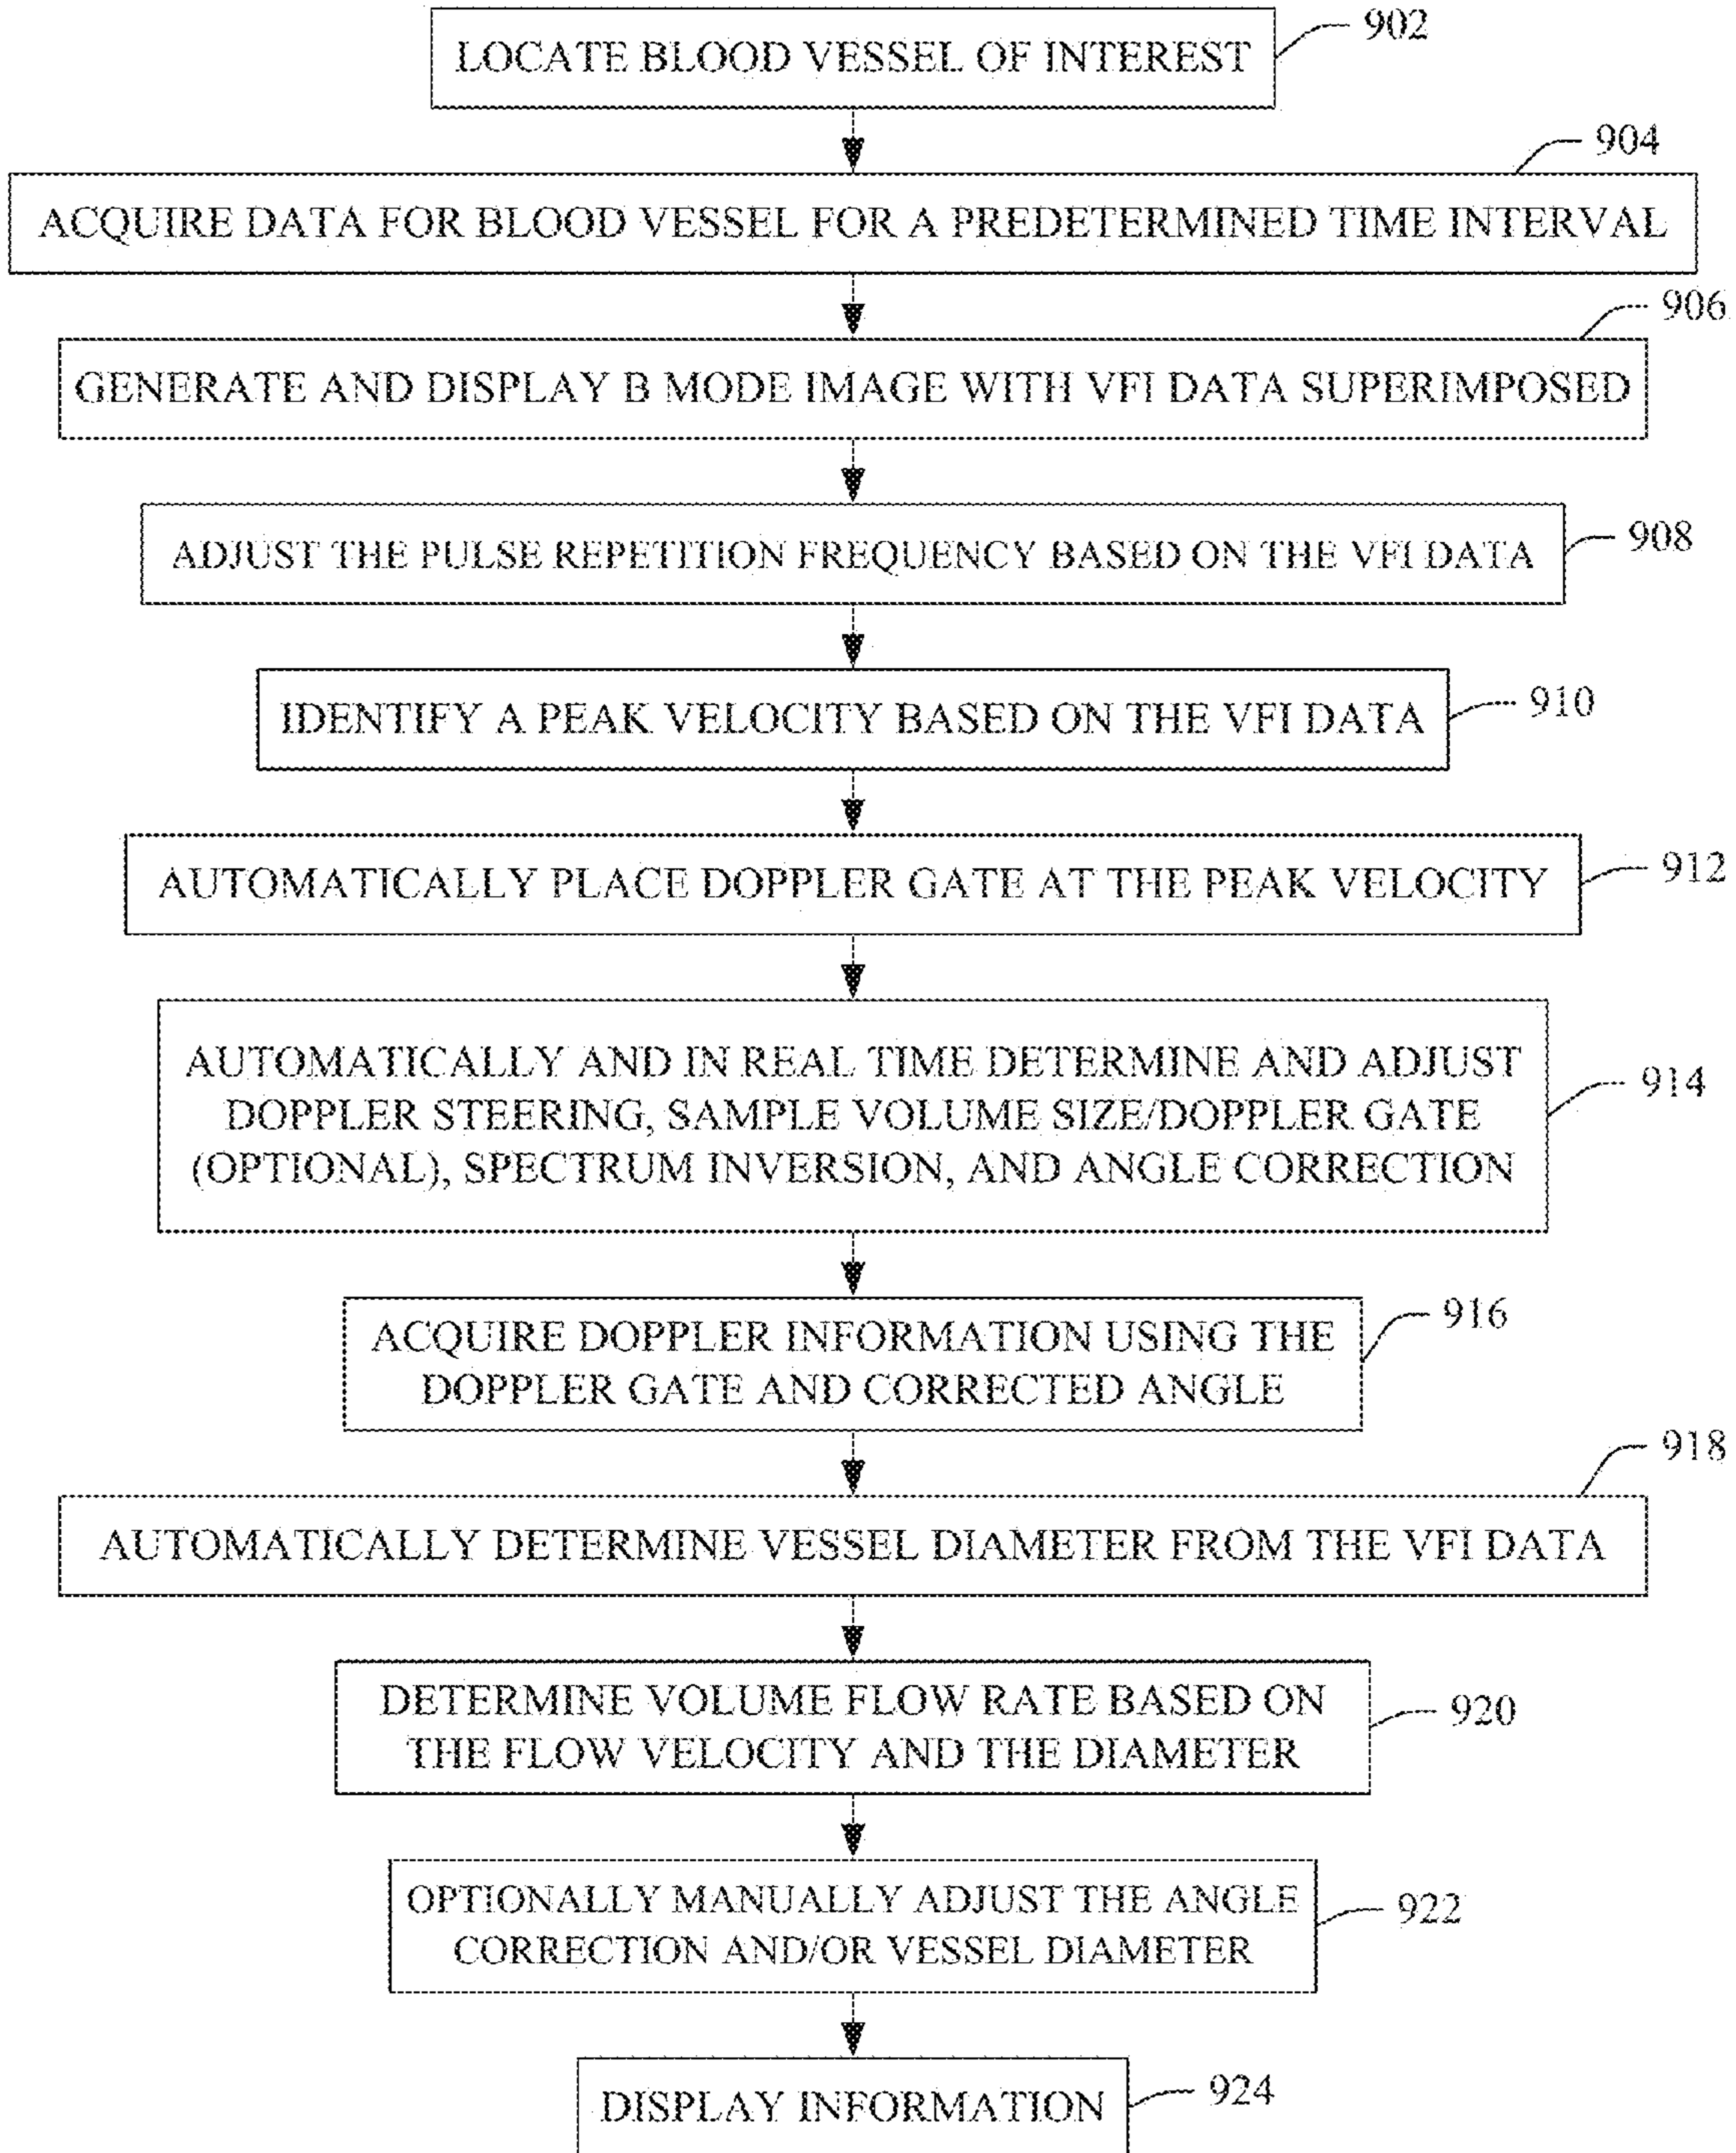 902
LOCATE BLOOD VESSEL OF INTEREST
904
ACQUIRE DATA FOR BLOOD VESSEL FOR A PREDETERMINED TIME INTERVAL
906
GENERATE AND DISPLAY B MODE IMAGE WITH VFI DATA SUPERIMPOSED
908
ADJUST THE PULSE REPETITION FREQUENCY BASED ON THE VFI DATA
910
IDENTIFY A PEAK VELOCITY BASED ON THE VFI DATA
912
AUTOMATICALLY PLACE DOPPLER GATE AT THE PEAK VELOCITY
AUTOMATICALLY AND IN REAL TIME DETERMINE AND ADJUST
914
DOPPLER STEERING, SAMPLE VOLUME SIZE/DOPPLER GATE
(OPTIONAL), SPECTRUM INVERSION, AND ANGLE CORRECTION
916
ACQUIRE DOPPLER INFORMATION USING THE
DOPPLER GATE AND CORRECTED ANGLE
918
AUTOMATICALLY DETERMINE VESSEL DIAMETER FROM THE VFI DATA
DETERMINE VOLUME FLOW RATE BASED ON
920
THE FLOW VELOCITY AND THE DIAMETER
OPTIONALLY MANUALLY ADJUST THE ANGLE
922
CORRECTION AND/OR VESSEL DIAMETER
924
DISPLAY INFORMATION